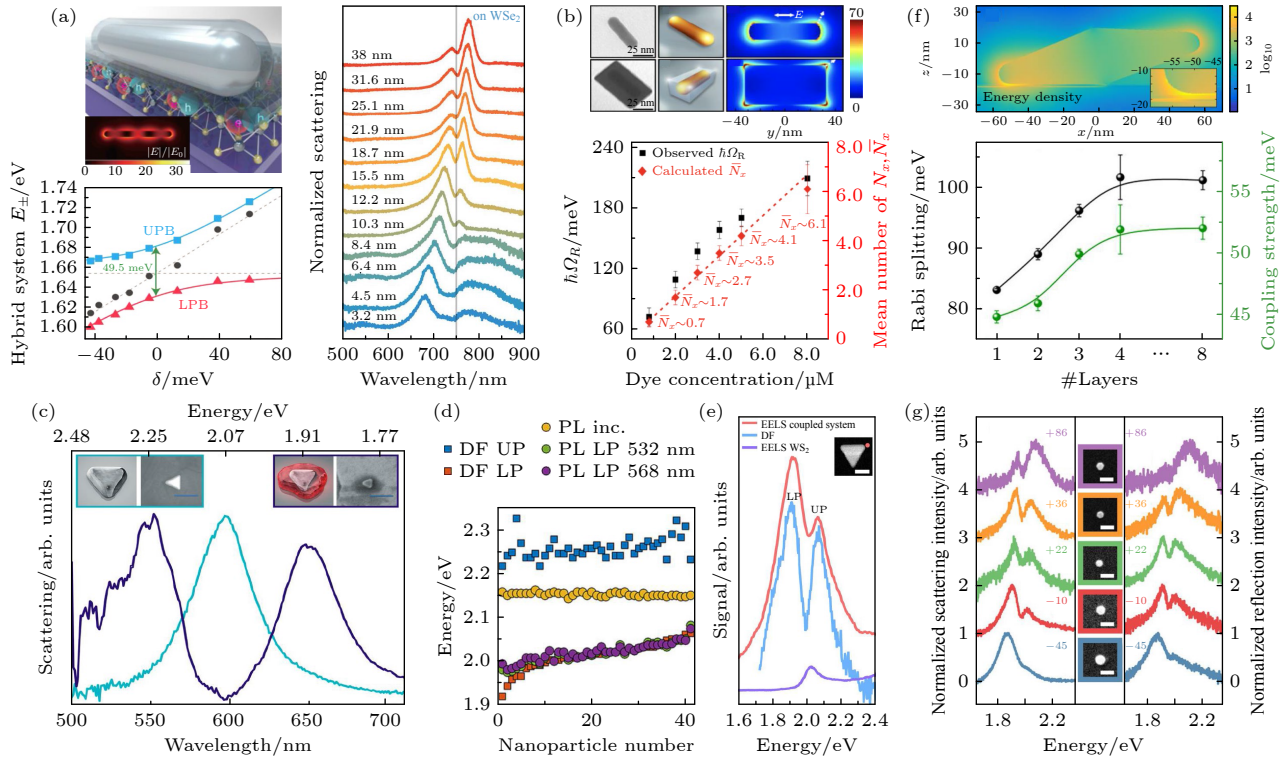 (a)
|E|/|E0|
0 10 20 30
Hybrid system E±/eV
1.74
1.72
1.70
1.68
1.66
1.64
1.62
1.60
UPB
49.5 meV
LPB
−40 0 40 80
δ/meV
on WSe2
Normalized scattering
38 nm
31.6 nm
25.1 nm
21.9 nm
18.7 nm
15.5 nm
12.2 nm
10.3 nm
8.4 nm
6.4 nm
4.5 nm
3.2 nm
500 600 700 800 900
Wavelength/nm
(b)
25 nm
25 nm
E
70
0
−30 0 30
y/nm
ħΩR/meV
240
180
120
60
Observed ħΩR
Calculated N̄x
N̄x~0.7
N̄x~1.7
N̄x~2.7
N̄x~3.5
N̄x~4.1
N̄x~6.1
8.0
6.0
4.0
2.0
0
Mean number of Nx, N̄x
0 2 4 6 8
Dye concentration/µM
(f)
z/nm
30
10
−10
−30
Energy density
−55 −50 −45
−10
−20
−60 −40 −20 0 20 40 60
x/nm
4
3
2
1
0
log10
Rabi splitting/meV
100
90
80
55
50
45
Coupling strength/meV
1 2 3 4 ··· 8
#Layers
(c)
Energy/eV
2.48 2.25 2.07 1.91 1.77
Scattering/arb. units
500 550 600 650 700
Wavelength/nm
(d)
PL inc.
DF UP PL LP 532 nm
DF LP PL LP 568 nm
Energy/eV
2.3
2.2
2.1
2.0
1.9
0 10 20 30 40
Nanoparticle number
(e)
EELS coupled system
DF
EELS WS2
LP
UP
Signal/arb. units
1.6 1.8 2.0 2.2 2.4
Energy/eV
(g)
Normalized scattering intensity/arb. units
5
4
3
2
1
0
+86
+36
+22
−10
−45
+86
+36
+22
−10
−45
5
4
3
2
1
0
Normalized reflection intensity/arb. units
1.8 2.2 1.8 2.2
Energy/eV